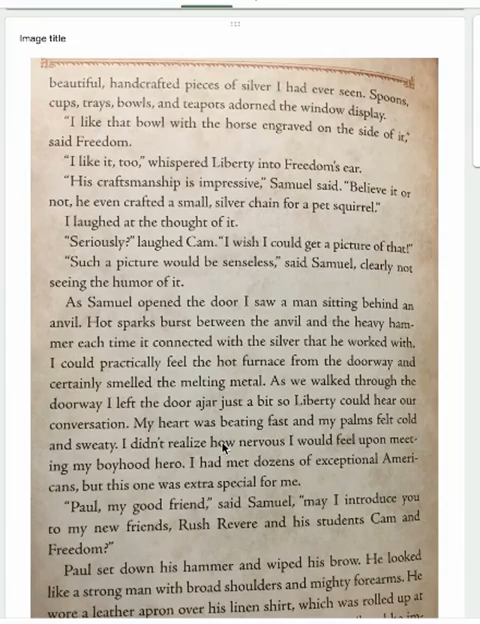 Image title
beautiful, handcrafted pieces of silver I had ever seen. Spoons,
cups, trays, bowls, and teapots adorned the window display.
“I like that bowl with the horse engraved on the side of it,”
said Freedom.
“I like it, too,” whispered Liberty into Freedom's ear.
“His craftsmanship is impressive,” Samuel said. “Believe it or
not, he even crafted a small, silver chain for a pet squirrel.”
I laughed at the thought of it.
“Seriously?” laughed Cam. “I wish I could get a picture of that!”
“Such a picture would be senseless,” said Samuel, clearly not
seeing the humor of it.
As Samuel opened the door I saw a man sitting behind an
anvil. Hot sparks burst between the anvil and the heavy ham-
mer each time it connected with the silver that he worked with.
I could practically feel the hot furnace from the doorway and
certainly smelled the melting metal. As we walked through the
doorway I left the door ajar just a bit so Liberty could hear our
conversation. My heart was beating fast and my palms felt cold
and sweaty. I didn't realize how nervous I would feel upon meet-
ing my boyhood hero. I had met dozens of exceptional Ameri-
cans, but this one was extra special for me.
“Paul, my good friend,” said Samuel, “may I introduce you
to my new friends, Rush Revere and his students Cam and
Freedom?”
Paul set down his hammer and wiped his brow. He looked
like a strong man with broad shoulders and mighty forearms. He
wore a leather apron over his linen shirt, which was rolled up at